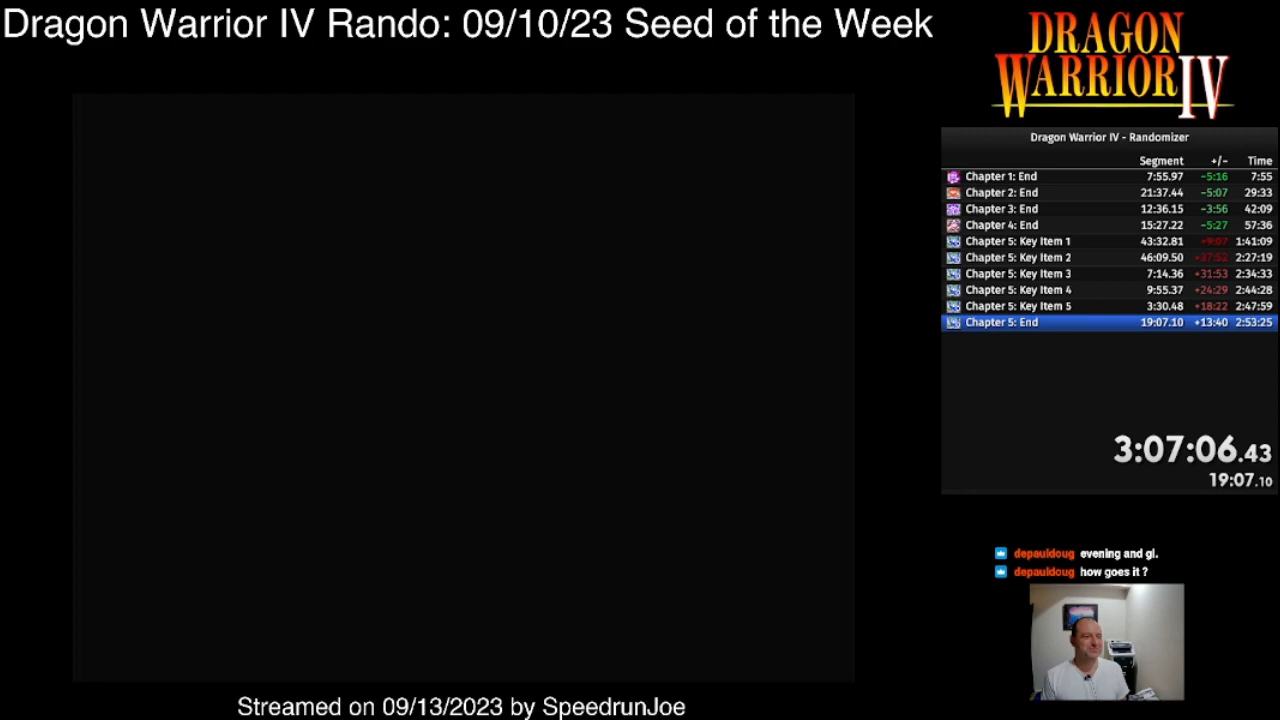 Dragon Warrior IV Rando: 09/10/23 Seed of the Week
DRAGON
WARRIOR IV
Dragon Warrior IV - Randomizer
Segment +/- Time
Chapter 1: End 7:55.97 -5:16 7:55
Chapter 2: End 21:37.44 -5:07 29:33
Chapter 3: End 12:36.15 -3:56 42:09
Chapter 4: End 15:27.22 -5:27 57:36
Chapter 5: Key Item 1 43:32.81 +9:07 1:41:09
Chapter 5: Key Item 2 46:09.50 +37:52 2:27:19
Chapter 5: Key Item 3 7:14.36 +31:53 2:34:33
Chapter 5: Key Item 4 9:55.37 +24:29 2:44:28
Chapter 5: Key Item 5 3:30.48 +18:22 2:47:59
Chapter 5: End 19:07.10 +13:40 2:53:25
3:07:06.43
19:07.10
depauldoug evening and gl.
depauldoug how goes it ?
Streamed on 09/13/2023 by SpeedrunJoe